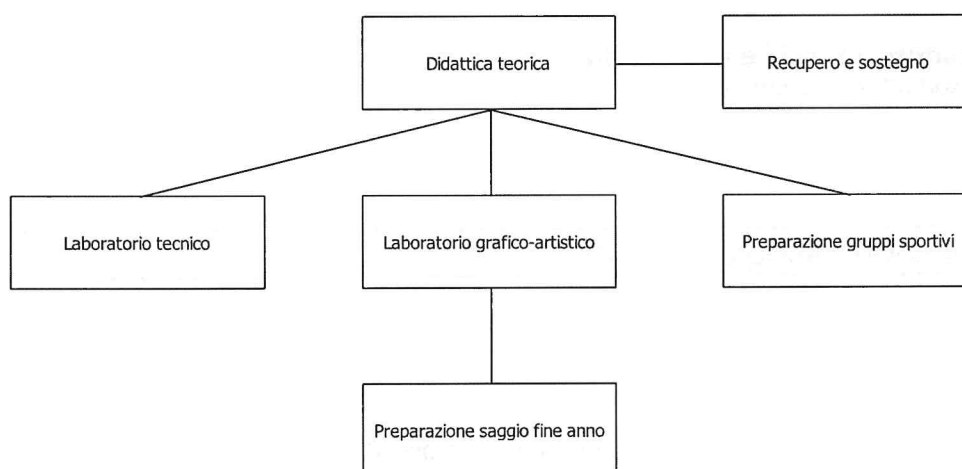 Didattica teorica
Recupero e sostegno
Laboratorio tecnico
Laboratorio grafico-artistico
Preparazione gruppi sportivi
Preparazione saggio fine anno